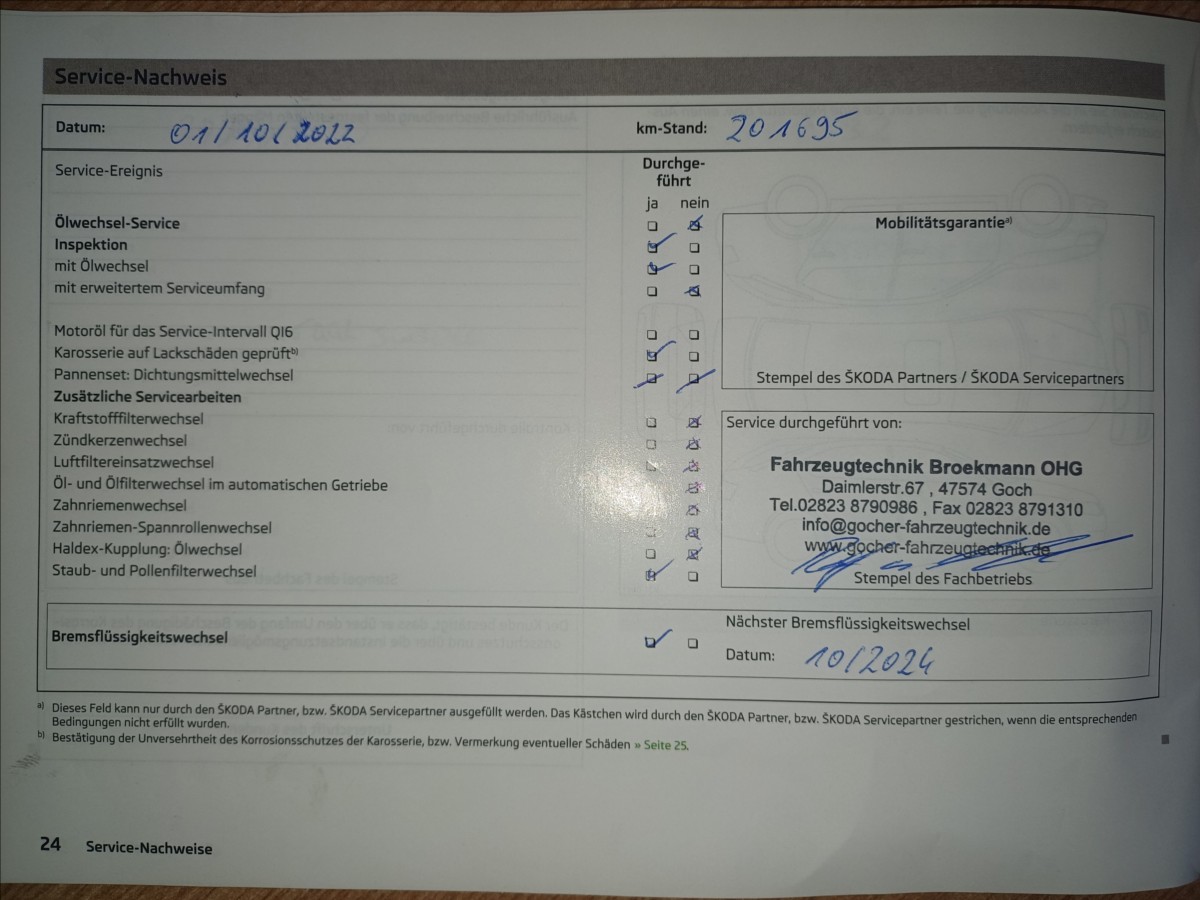 Service-Nachweis
Datum: 01/10/2022 km-Stand: 201695
Service-Ereignis
Durchge-
führt
ja nein
Ölwechsel-Service
Inspektion
mit Ölwechsel
mit erweitertem Serviceumfang
Motoröl für das Service-Intervall QI6
Karosserie auf Lackschäden geprüftb)
Pannenset: Dichtungsmittelwechsel
Zusätzliche Servicearbeiten
Kraftstofffilterwechsel
Zündkerzenwechsel
Luftfiltereinsatzwechsel
Öl- und Ölfilterwechsel im automatischen Getriebe
Zahnriemenwechsel
Zahnriemen-Spannrollenwechsel
Haldex-Kupplung: Ölwechsel
Staub- und Pollenfilterwechsel
Mobilitätsgarantiea)
Stempel des ŠKODA Partners / ŠKODA Servicepartners
Service durchgeführt von:
Fahrzeugtechnik Broekmann OHG
Daimlerstr.67 , 47574 Goch
Tel.02823 8790986 , Fax 02823 8791310
info@gocher-fahrzeugtechnik.de
www.gocher-fahrzeugtechnik.de
Stempel des Fachbetriebs
Bremsflüssigkeitswechsel
Nächster Bremsflüssigkeitswechsel
Datum: 10/2024
a) Dieses Feld kann nur durch den ŠKODA Partner, bzw. ŠKODA Servicepartner ausgefüllt werden. Das Kästchen wird durch den ŠKODA Partner, bzw. ŠKODA Servicepartner gestrichen, wenn die entsprechenden
Bedingungen nicht erfüllt wurden.
b) Bestätigung der Unversehrtheit des Korrosionsschutzes der Karosserie, bzw. Vermerkung eventueller Schäden » Seite 25.
24 Service-Nachweise